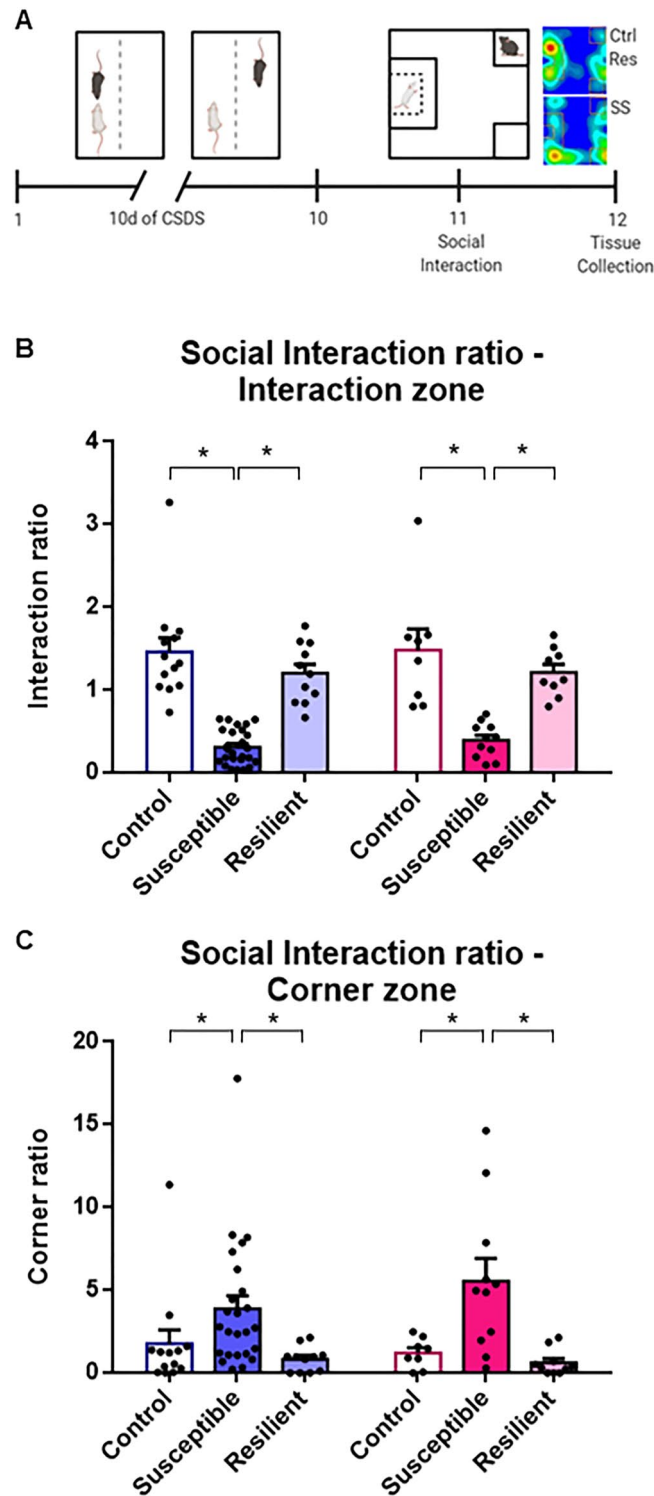 A
Ctrl
Res
SS
1
10d of CSDS
10
11
12
Social
Interaction
Tissue
Collection
B
Social Interaction ratio -
Interaction zone
Interaction ratio
4
3
2
1
0
* * * *
Control
Susceptible
Resilient
Control
Susceptible
Resilient
C
Social Interaction ratio -
Corner zone
Corner ratio
20
15
10
5
0
* * * *
Control
Susceptible
Resilient
Control
Susceptible
Resilient